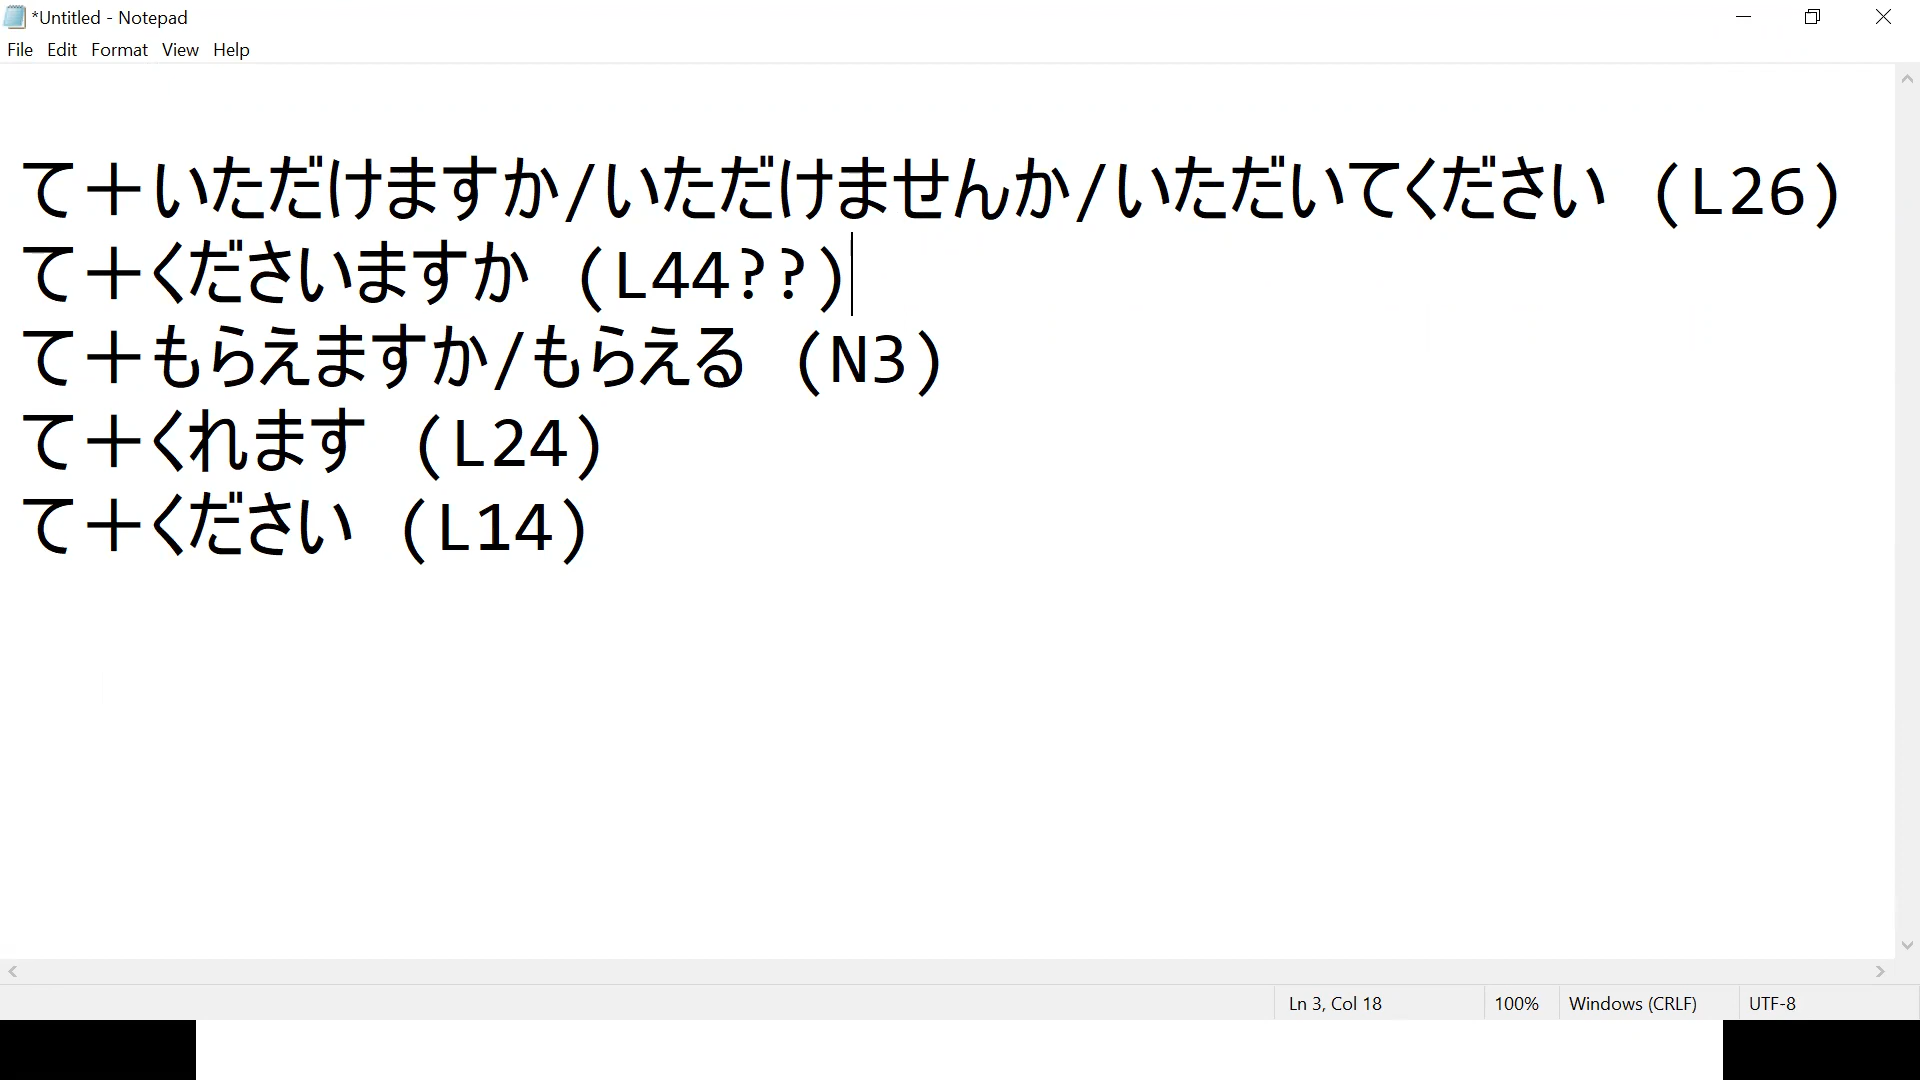 *Untitled - Notepad
File Edit Format View Help
て＋いただけますか/いただけませんか/いただいてください (L26)
て＋くださいますか (L44??)
て＋もらえますか/もらえる (N3)
て＋くれます (L24)
て＋ください (L14)
Ln 3, Col 18 100% Windows (CRLF) UTF-8